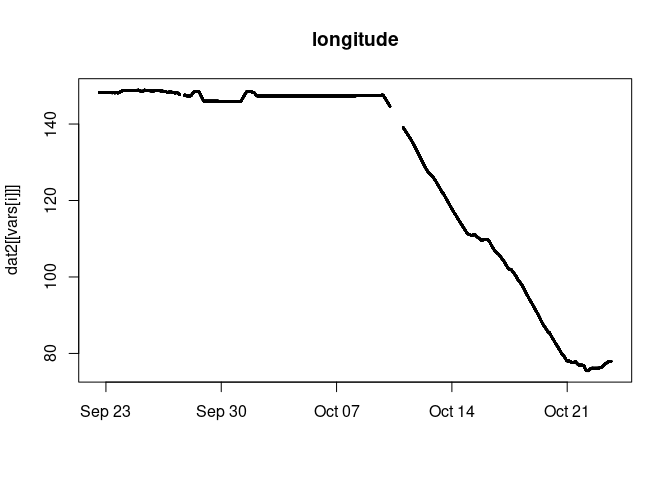 longitude
dat2[[vars[i]]]
140
120
100
80
Sep 23
Sep 30
Oct 07
Oct 14
Oct 21